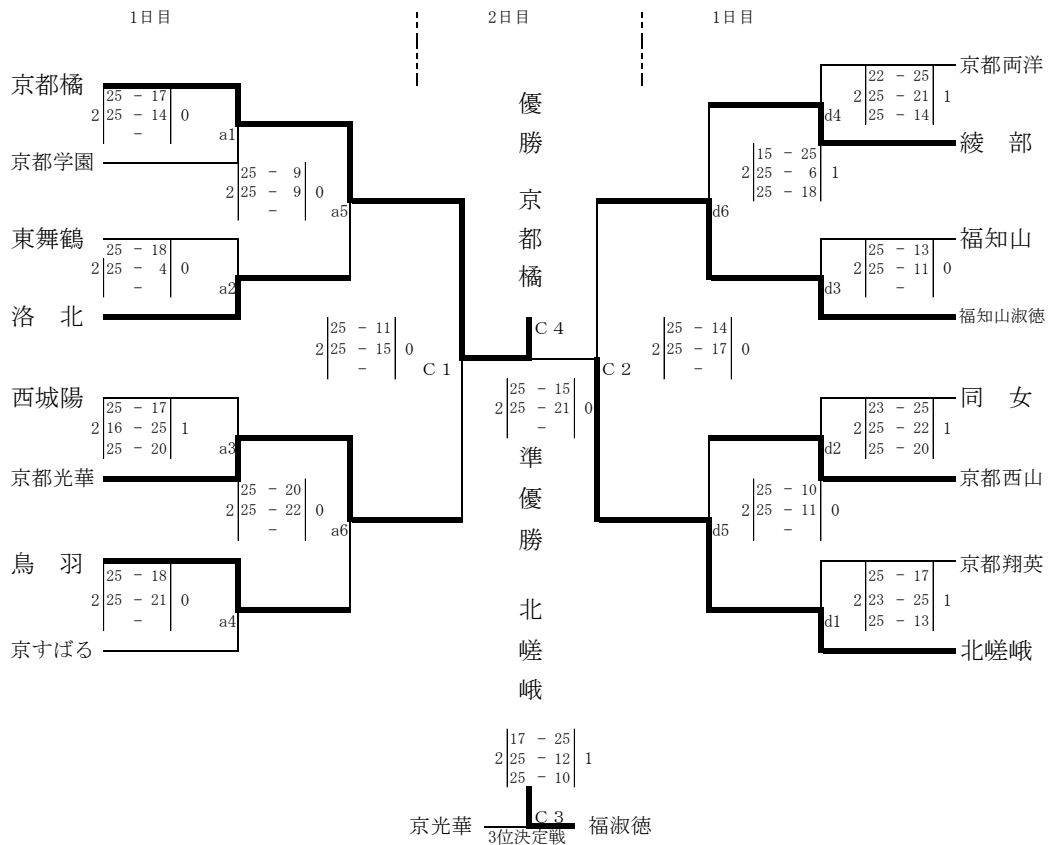 1日目
2日目
1日目
京都橘
25 - 17
2 25 - 14 0
-
a1
京都学園
25 - 9
2 25 - 9 0
-
a5
東舞鶴
25 - 18
2 25 - 4 0
-
a2
洛 北
25 - 11
2 25 - 15 0
-
C 1
西城陽
25 - 17
2 16 - 25 1
25 - 20
a3
京都光華
25 - 20
2 25 - 22 0
-
a6
鳥 羽
25 - 18
2 25 - 21 0
-
a4
京すばる
優勝 京都橘
C 4
25 - 15
2 25 - 21 0
-
準優勝 北嵯峨
17 - 25
2 25 - 12 1
25 - 10
C 3
京光華
3位決定戦
福淑徳
京都両洋
22 - 25
2 25 - 21 1
25 - 14
d4
綾 部
15 - 25
2 25 - 6 1
25 - 18
d6
福知山
25 - 13
2 25 - 11 0
-
d3
福知山淑徳
25 - 14
2 25 - 17 0
-
C 2
同 女
23 - 25
2 25 - 22 1
25 - 20
d2
京都西山
25 - 10
2 25 - 11 0
-
d5
京都翔英
25 - 17
2 23 - 25 1
25 - 13
d1
北嵯峨